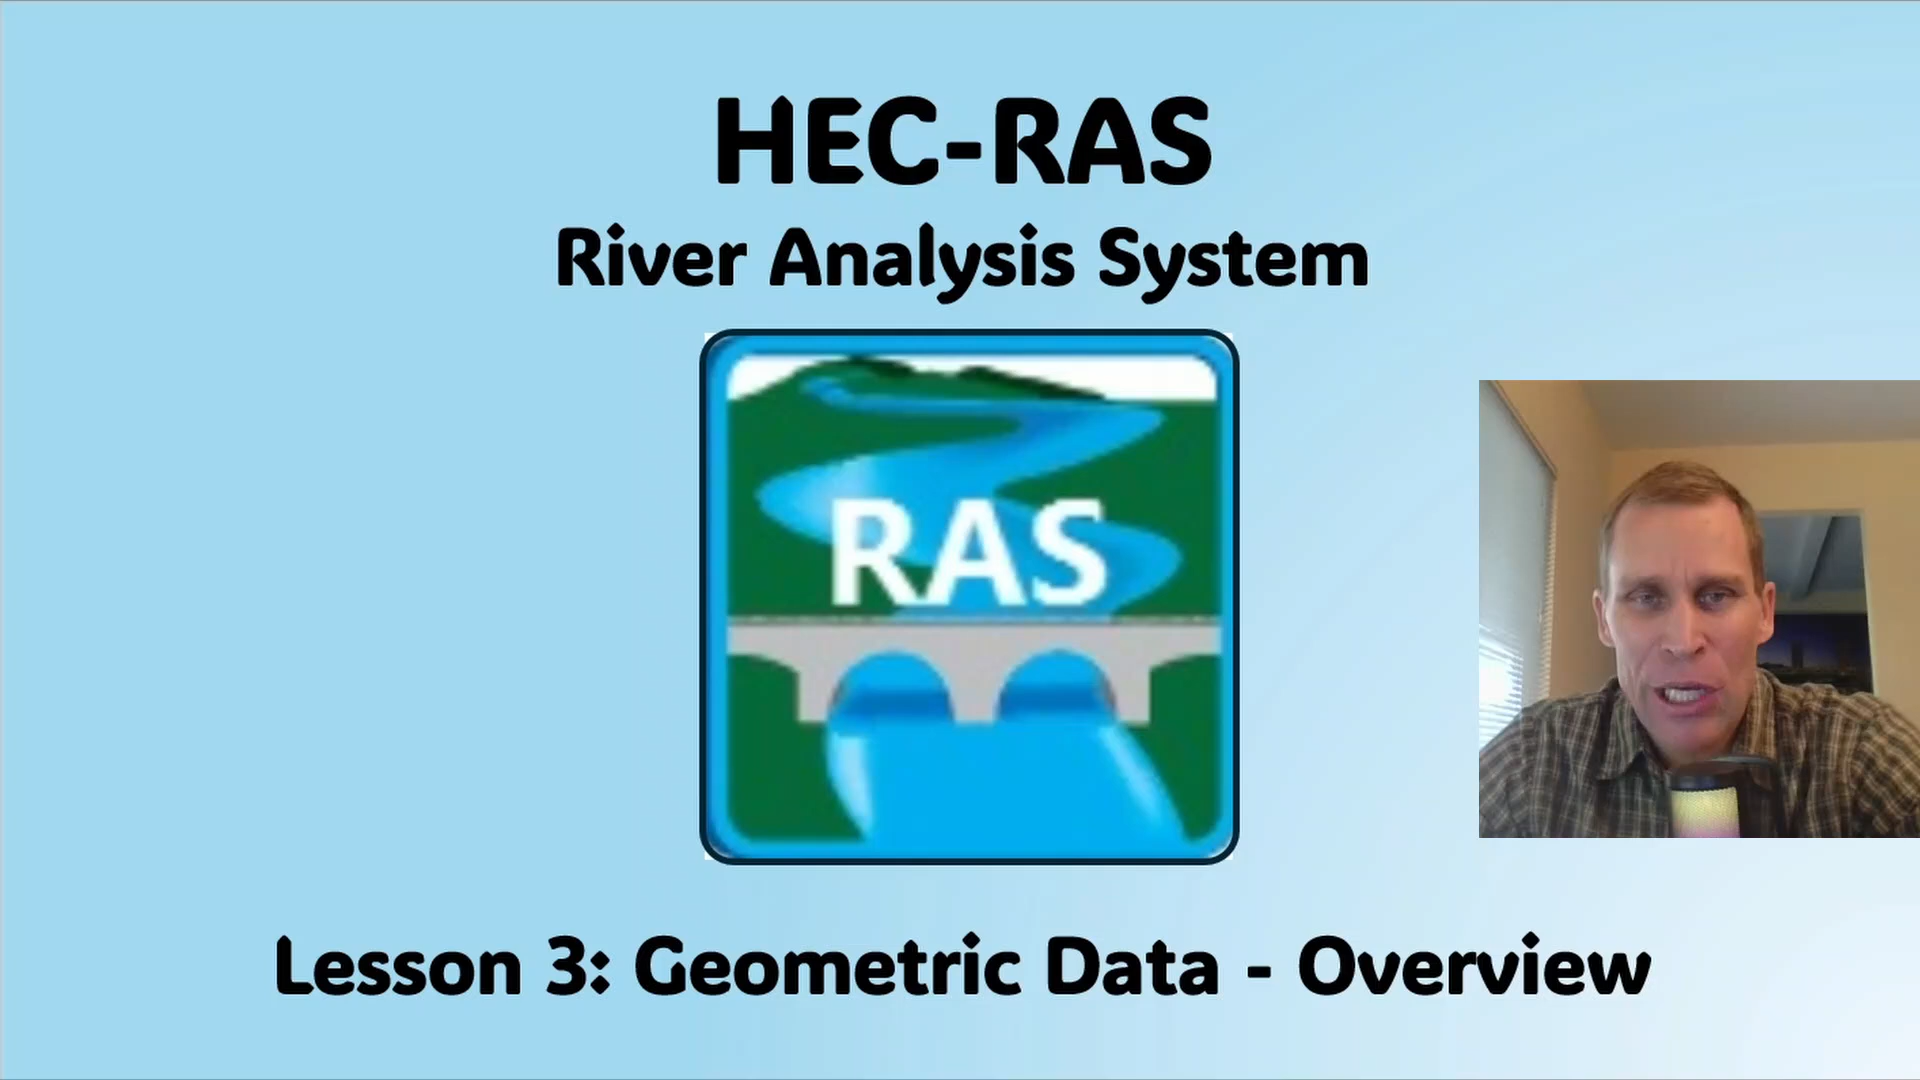 HEC-RAS
River Analysis System
RAS
Lesson 3: Geometric Data - Overview